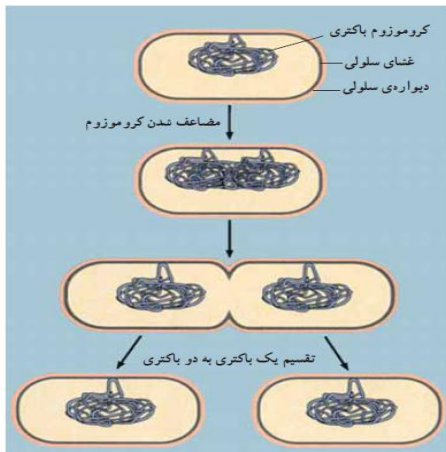 کروموزوم باکتری
غشای سلولی
دیواره‌ی سلولی
مضاعف شدن کروموزوم
تقسیم یک باکتری به دو باکتری